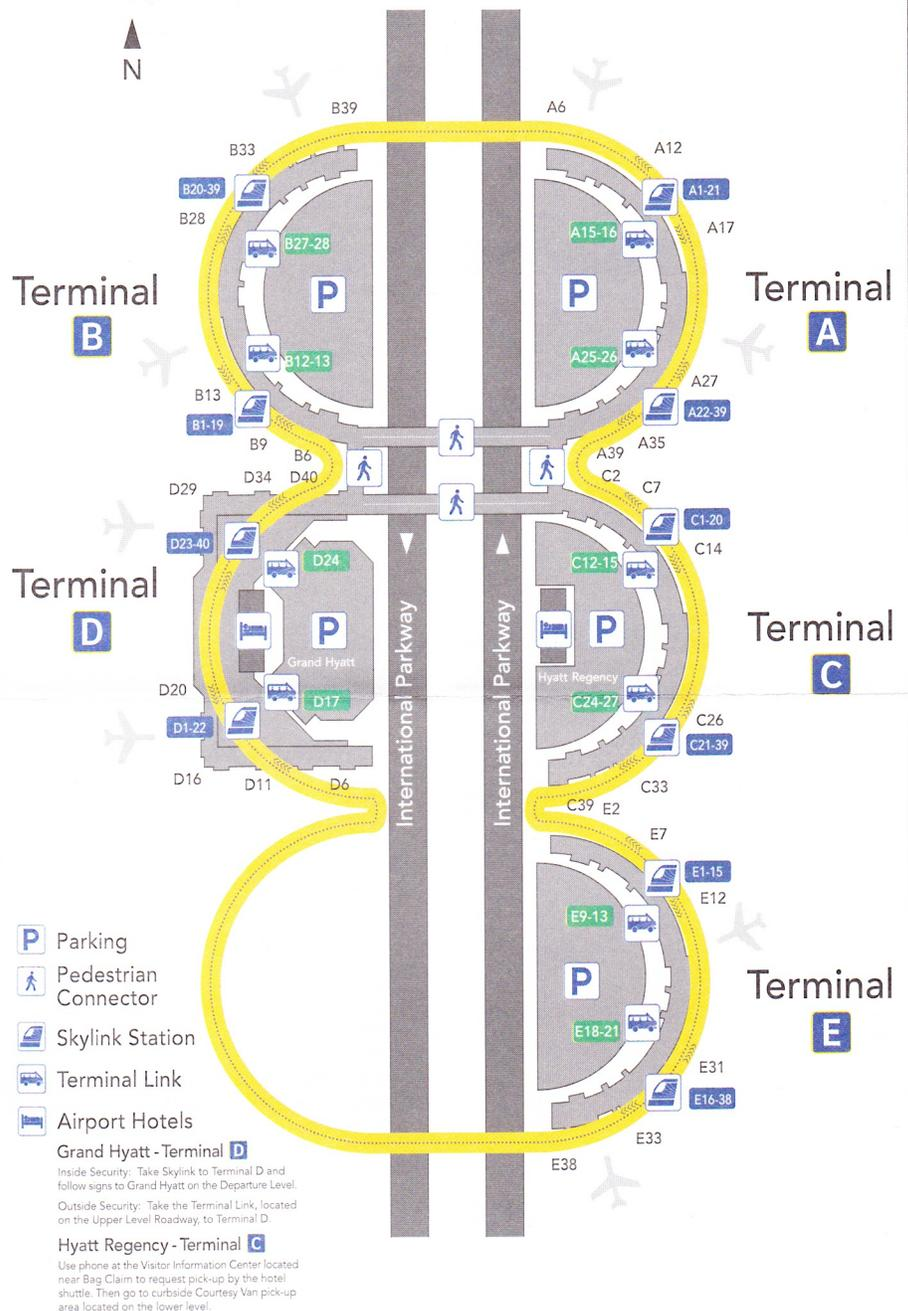 N
B39
A6
B33
A12
B20-39
A1-21
B28
A17
B27-28
A15-16
Terminal
B
P
P
Terminal
A
B12-13
A25-26
B13
A27
B1-19
A22-39
B9
A35
B6
A39
D34
D40
C2
D29
C7
C1-20
D23-40
C14
D24
C12-15
Terminal
D
P
P
Terminal
C
Grand Hyatt
Hyatt Regency
International Parkway
International Parkway
D20
D17
C24-27
D1-22
C26
C21-39
D16
D11
D6
C33
C39
E2
E7
E1-15
E12
E9-13
P
Terminal
E
E18-21
E31
E16-38
E33
E38
P
Parking
Pedestrian
Connector
Skylink Station
Terminal Link
Airport Hotels
Grand Hyatt - Terminal D
Inside Security: Take Skylink to Terminal D and
follow signs to Grand Hyatt on the Departure Level.
Outside Security: Take the Terminal Link, located
on the Upper Level Roadway, to Terminal D
Hyatt Regency - Terminal C
Use phone at the Visitor Information Center located
near Bag Claim to request pick-up by the hotel
shuttle. Then go to curbside Courtesy Van pick-up
area located on the lower level.